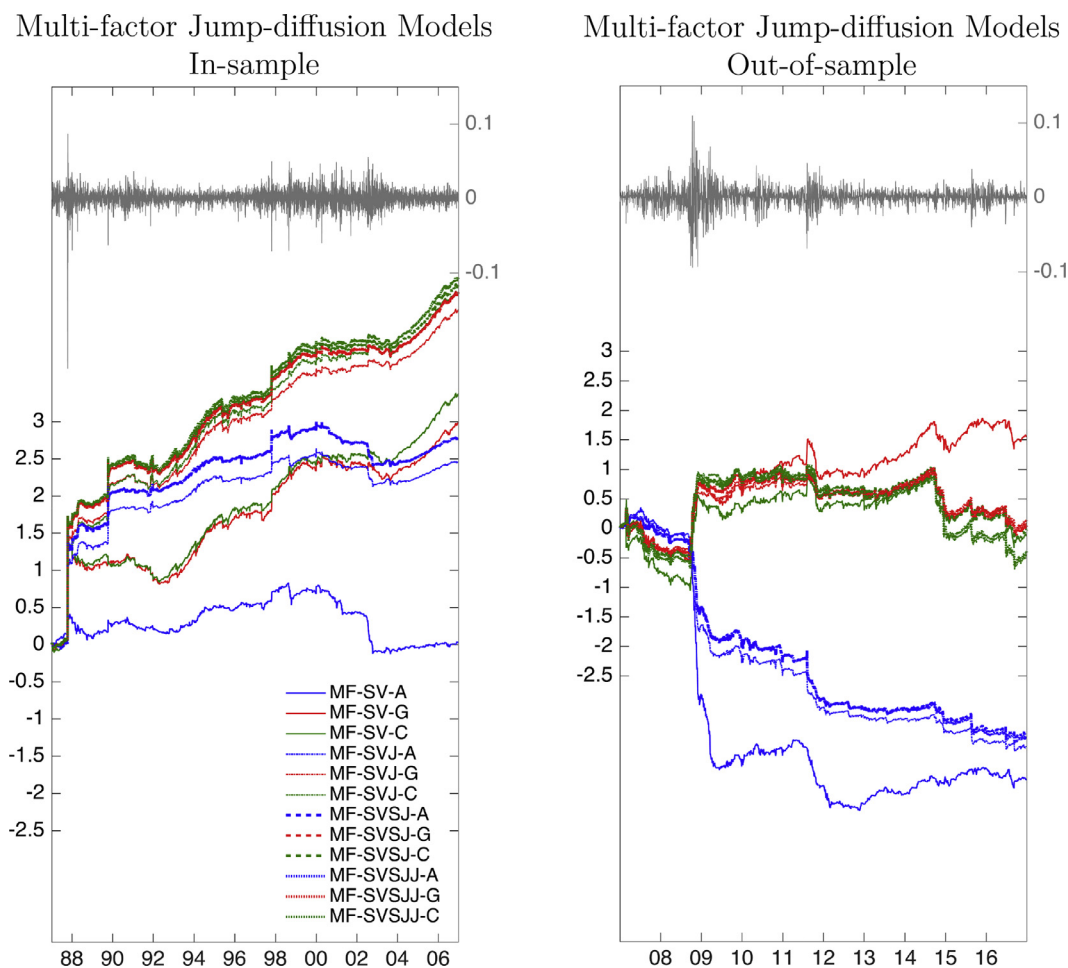 Multi-factor Jump-diffusion Models
In-sample
0.1
0
-0.1
3
2.5
2
1.5
1
0.5
0
-0.5
-1
-1.5
-2
-2.5
MF-SV-A
MF-SV-G
MF-SV-C
MF-SVJ-A
MF-SVJ-G
MF-SVJ-C
MF-SVSJ-A
MF-SVSJ-G
MF-SVSJ-C
MF-SVSJJ-A
MF-SVSJJ-G
MF-SVSJJ-C
88 90 92 94 96 98 00 02 04 06
Multi-factor Jump-diffusion Models
Out-of-sample
0.1
0
-0.1
3
2.5
2
1.5
1
0.5
0
-0.5
-1
-1.5
-2
-2.5
08 09 10 11 12 13 14 15 16